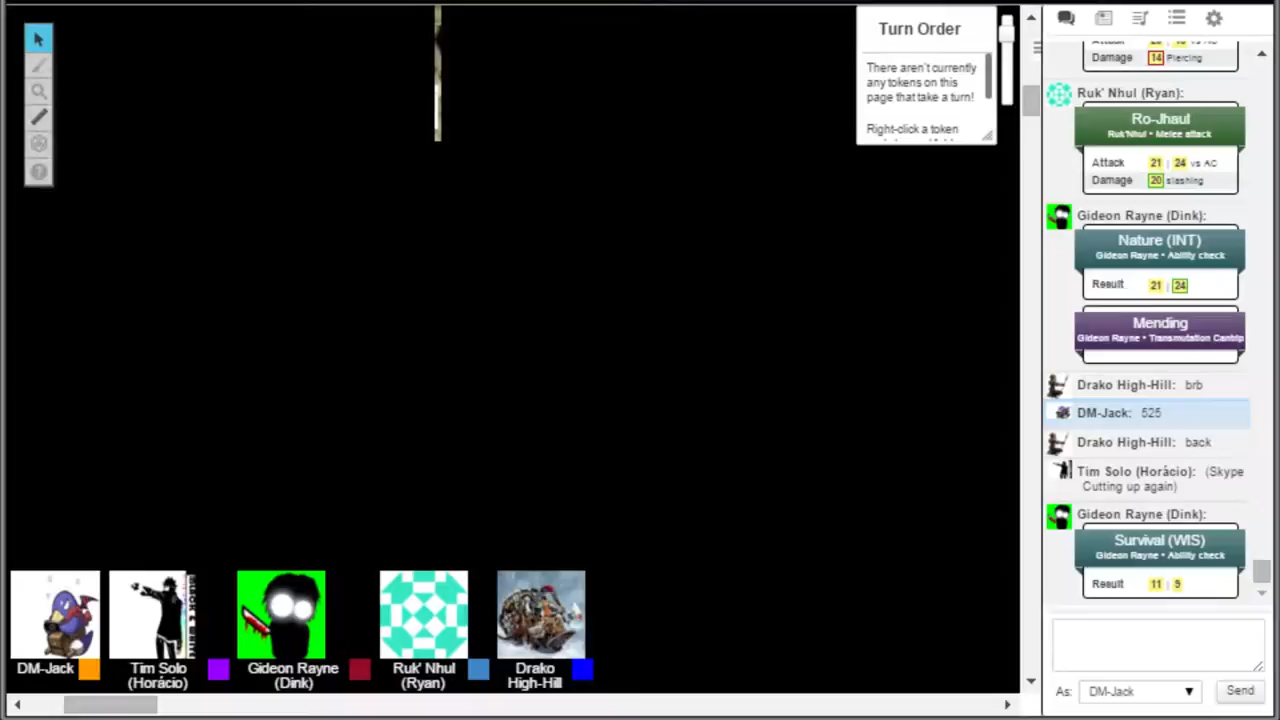 Turn Order
There aren't currently
any tokens on this
page that take a turn!
Right-click a token
Damage 14 Piercing
Ruk' Nhul (Ryan):
Ro-Jhaul
Ruk'Nhul • Melee attack
Attack 21 | 24 vs AC
Damage 20 slashing
Gideon Rayne (Dink):
Nature (INT)
Gideon Rayne • Ability check
Result 21 | 24
Mending
Gideon Rayne • Transmutation Cantrip
Drako High-Hill: brb
DM-Jack: 525
Drako High-Hill: back
Tim Solo (Horácio): (Skype
Cutting up again)
Gideon Rayne (Dink):
Survival (WIS)
Gideon Rayne • Ability check
Result 11 | 9
As: DM-Jack Send
DM-Jack
Tim Solo
(Horácio)
Gideon Rayne
(Dink)
Ruk' Nhul
(Ryan)
Drako
High-Hill